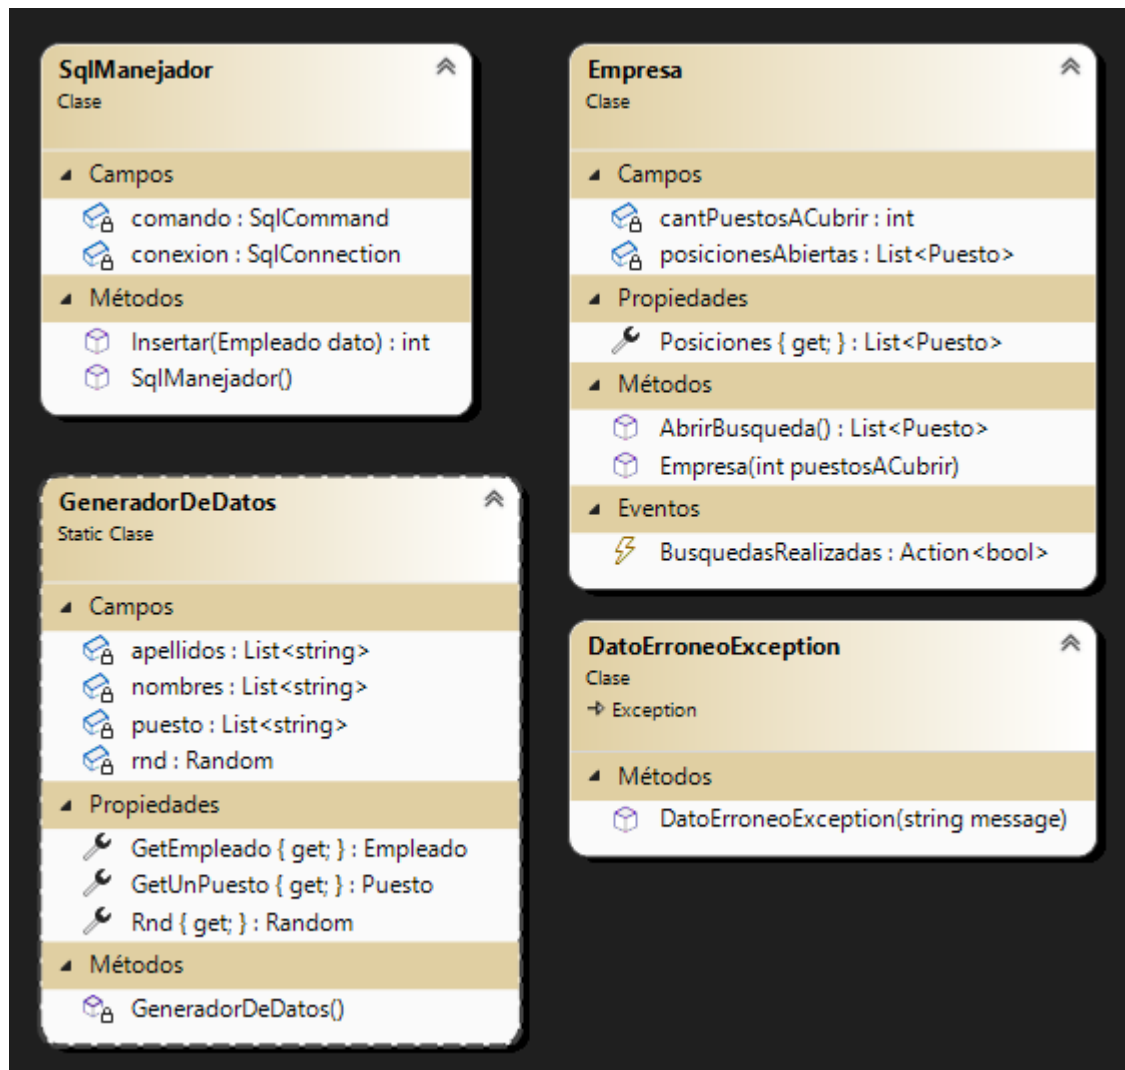 SqlManejador
Clase
Campos
comando : SqlCommand
conexion : SqlConnection
Métodos
Insertar(Empleado dato) : int
SqlManejador()
Empresa
Clase
Campos
cantPuestosACubrir : int
posicionesAbiertas : List<Puesto>
Propiedades
Posiciones { get; } : List<Puesto>
Métodos
AbrirBusqueda() : List<Puesto>
Empresa(int puestosACubrir)
Eventos
BusquedasRealizadas : Action<bool>
GeneradorDeDatos
Static Clase
Campos
apellidos : List<string>
nombres : List<string>
puesto : List<string>
rnd : Random
Propiedades
GetEmpleado { get; } : Empleado
GetUnPuesto { get; } : Puesto
Rnd { get; } : Random
Métodos
GeneradorDeDatos()
DatoErroneoException
Clase
Exception
Métodos
DatoErroneoException(string message)